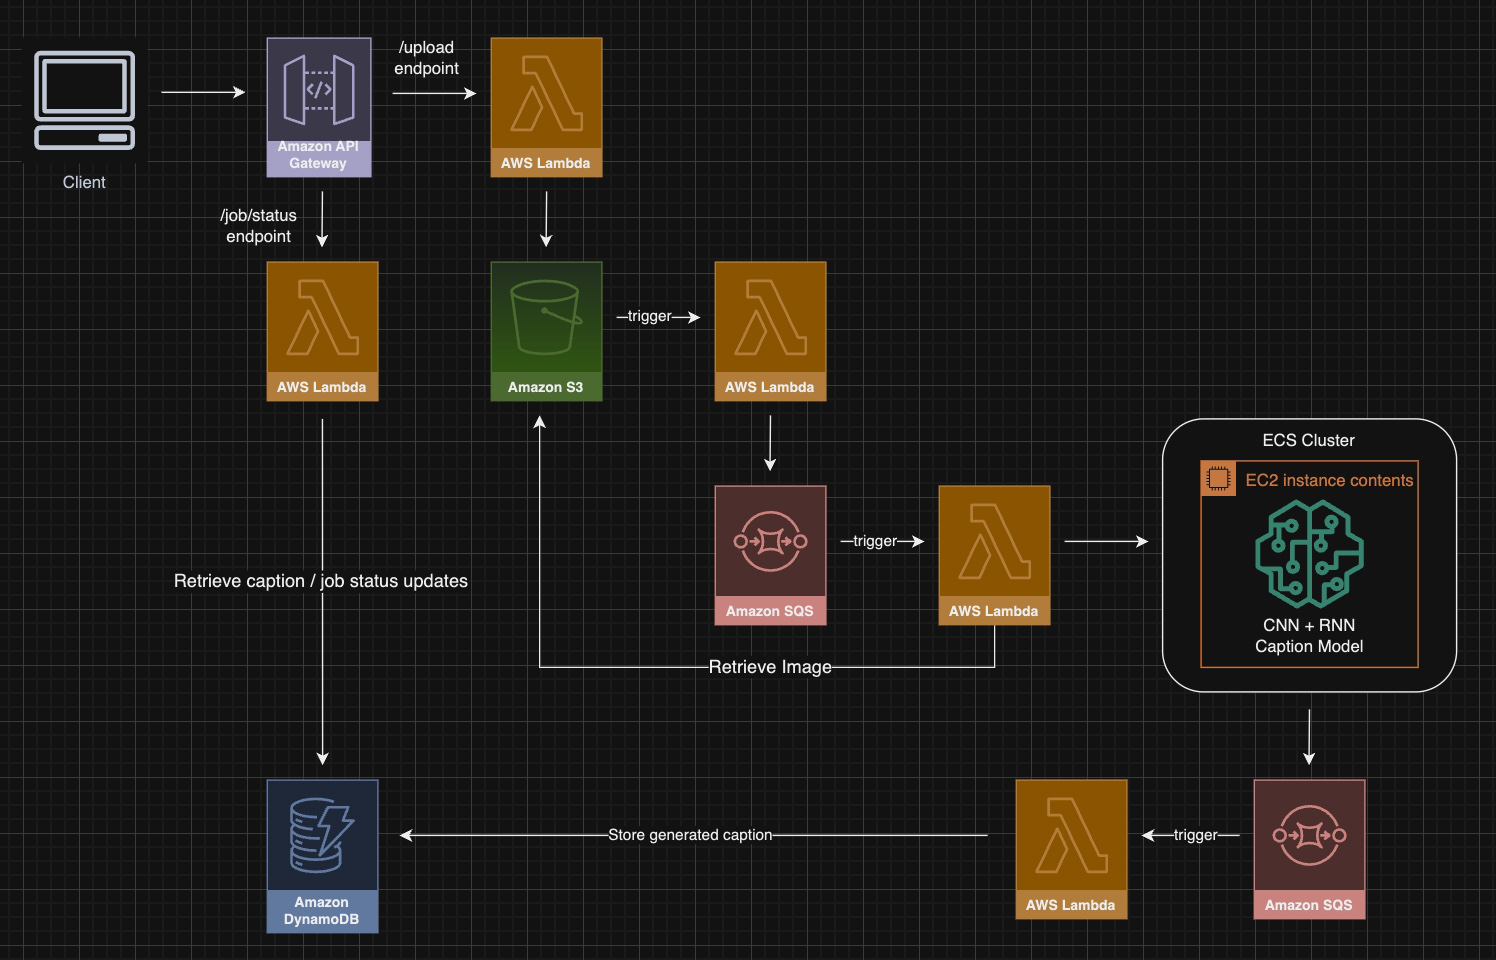 /upload
endpoint
Client
</>
Amazon API
Gateway
AWS Lambda
/job/status
endpoint
AWS Lambda
Amazon S3
trigger
AWS Lambda
ECS Cluster
EC2 instance contents
CNN + RNN
Caption Model
Amazon SQS
trigger
AWS Lambda
Retrieve caption / job status updates
Retrieve Image
Amazon
DynamoDB
Store generated caption
AWS Lambda
trigger
Amazon SQS